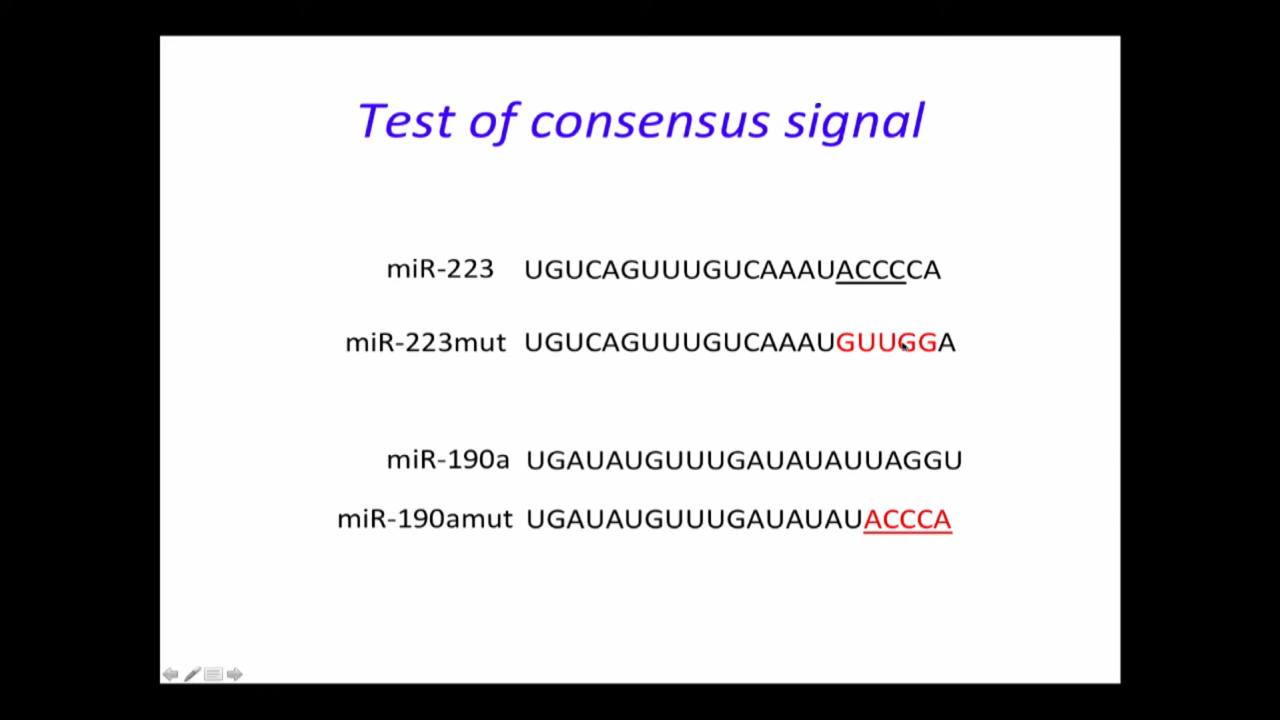 Test of consensus signal
miR-223 UGUCAGUUUGUCAAAUACCCCA
miR-223mut UGUCAGUUUGUCAAAUGUUGGA
miR-190a UGAUAUGUUUGAUAUAUUAGGU
miR-190amut UGAUAUGUUUGAUAUAUACCCA